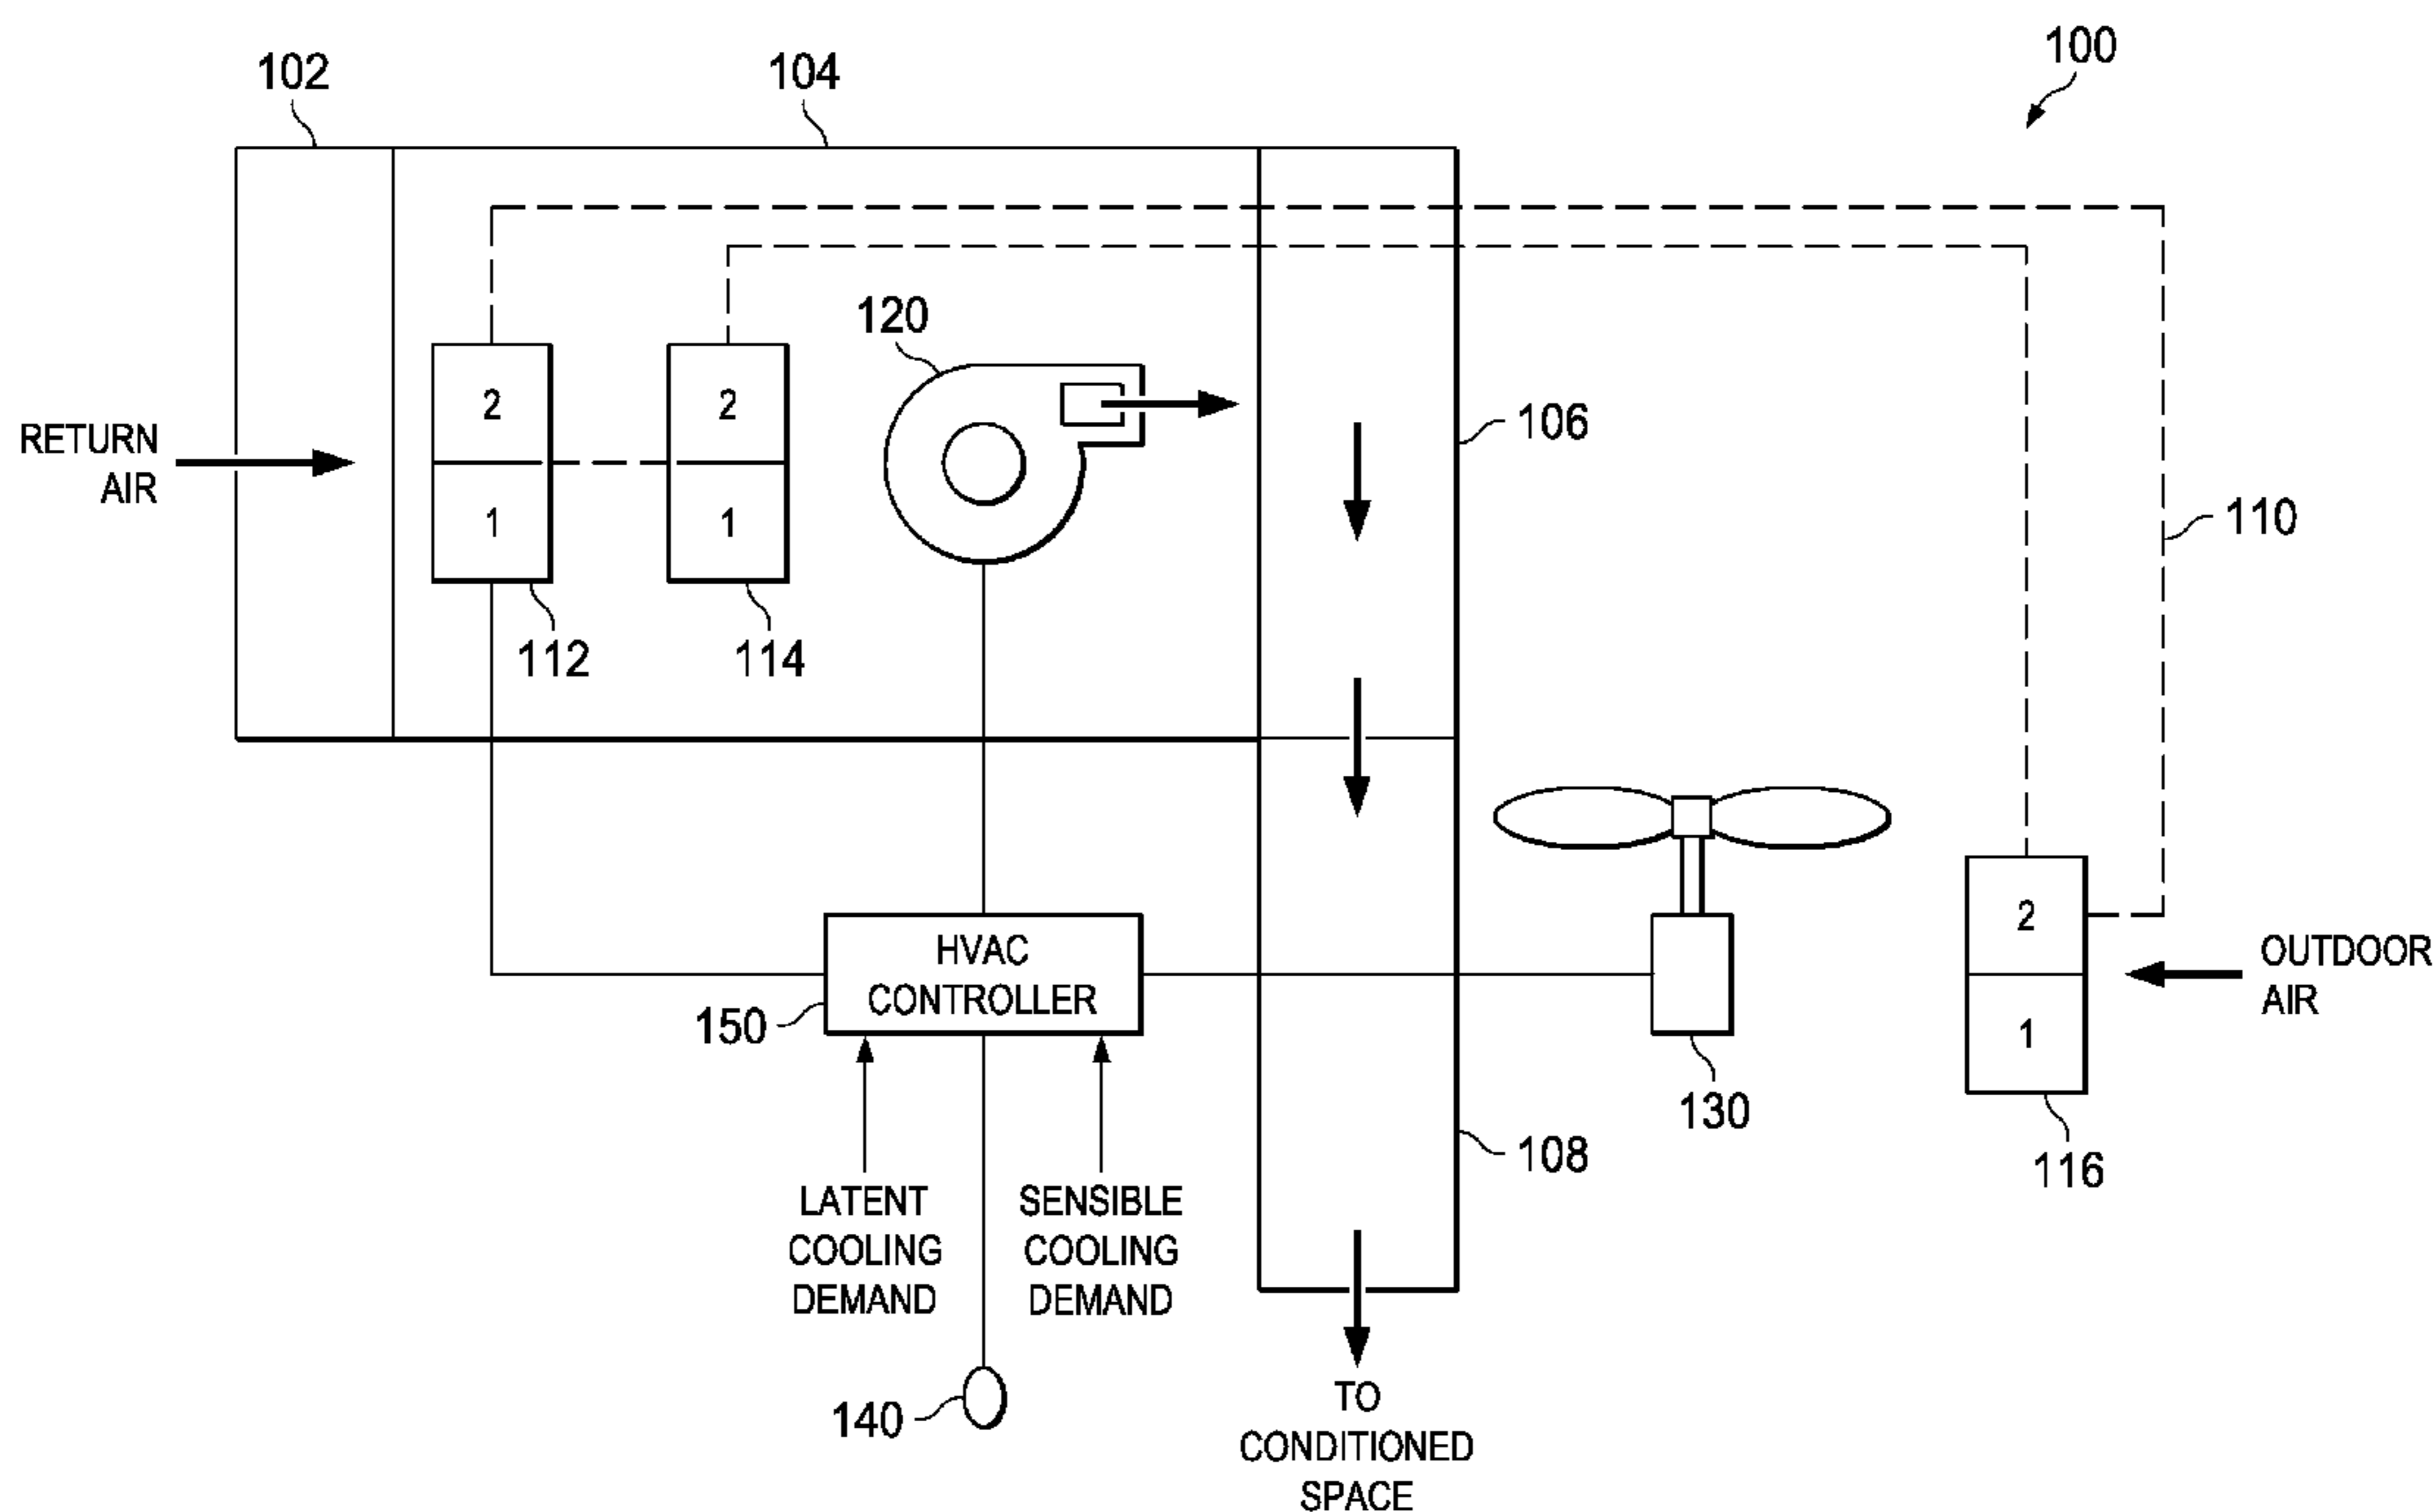 100
102
104
120
2
2
106
RETURN
AIR
1
1
110
112
114
HVAC
CONTROLLER
150
2
1
OUTDOOR
AIR
130
108
116
LATENT
COOLING
DEMAND
SENSIBLE
COOLING
DEMAND
140
TO
CONDITIONED
SPACE